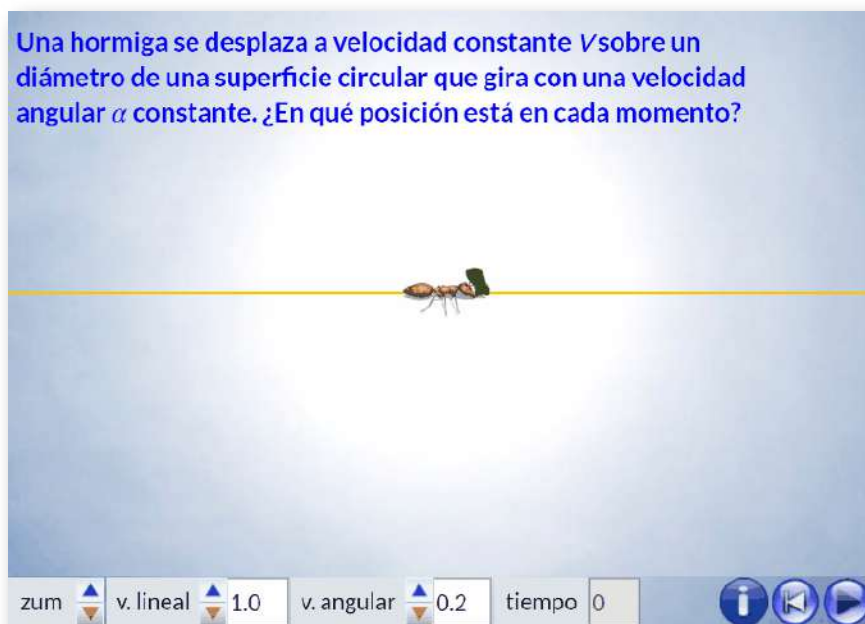 Una hormiga se desplaza a velocidad constante V sobre un
diámetro de una superficie circular que gira con una velocidad
angular α constante. ¿En qué posición está en cada momento?
zum v. lineal 1.0 v. angular 0.2 tiempo 0